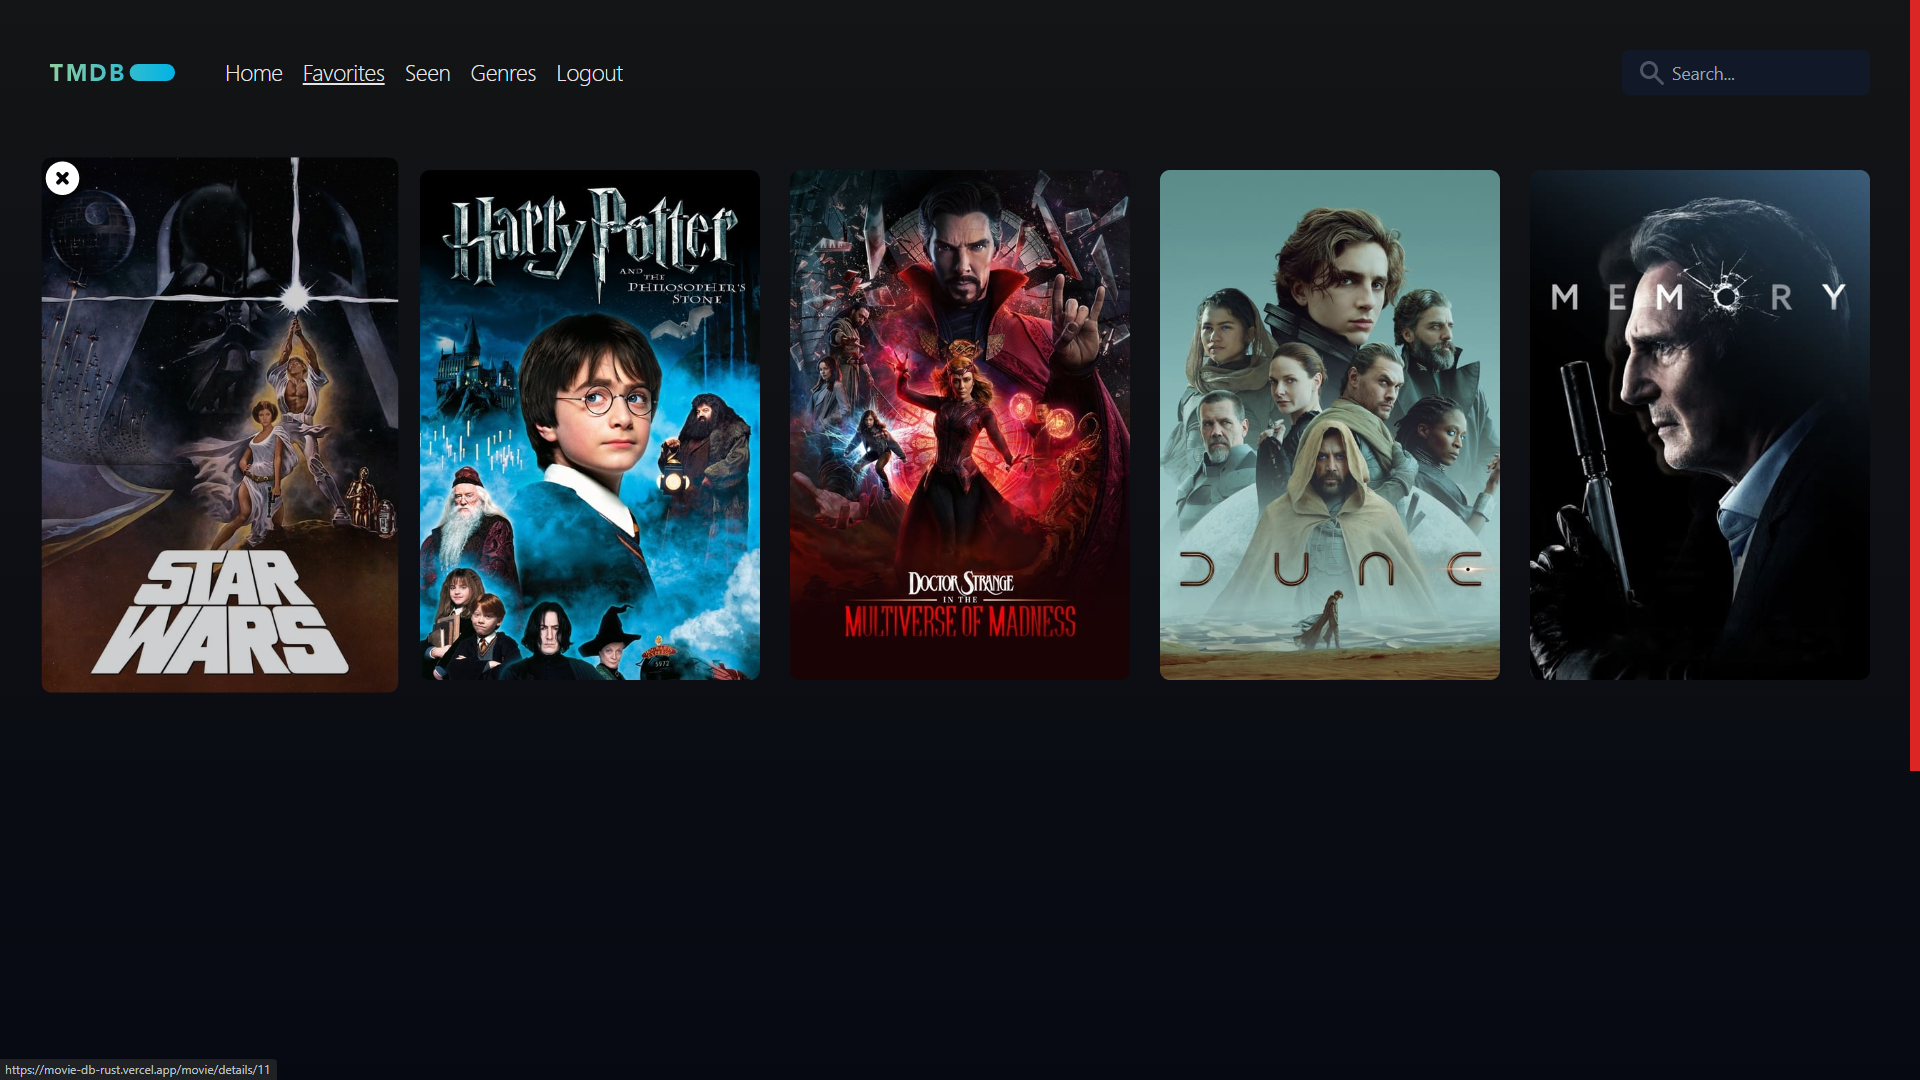 TMDB
Home Favorites Seen Genres Logout
Search...
STAR
WARS
Harry Potter
AND
THE
PHILOSOPHER'S
STONE
5972
DOCTOR STRANGE
IN THE
MULTIVERSE OF MADNESS
DUNE
MEMORY
https://movie-db-rust.vercel.app/movie/details/11